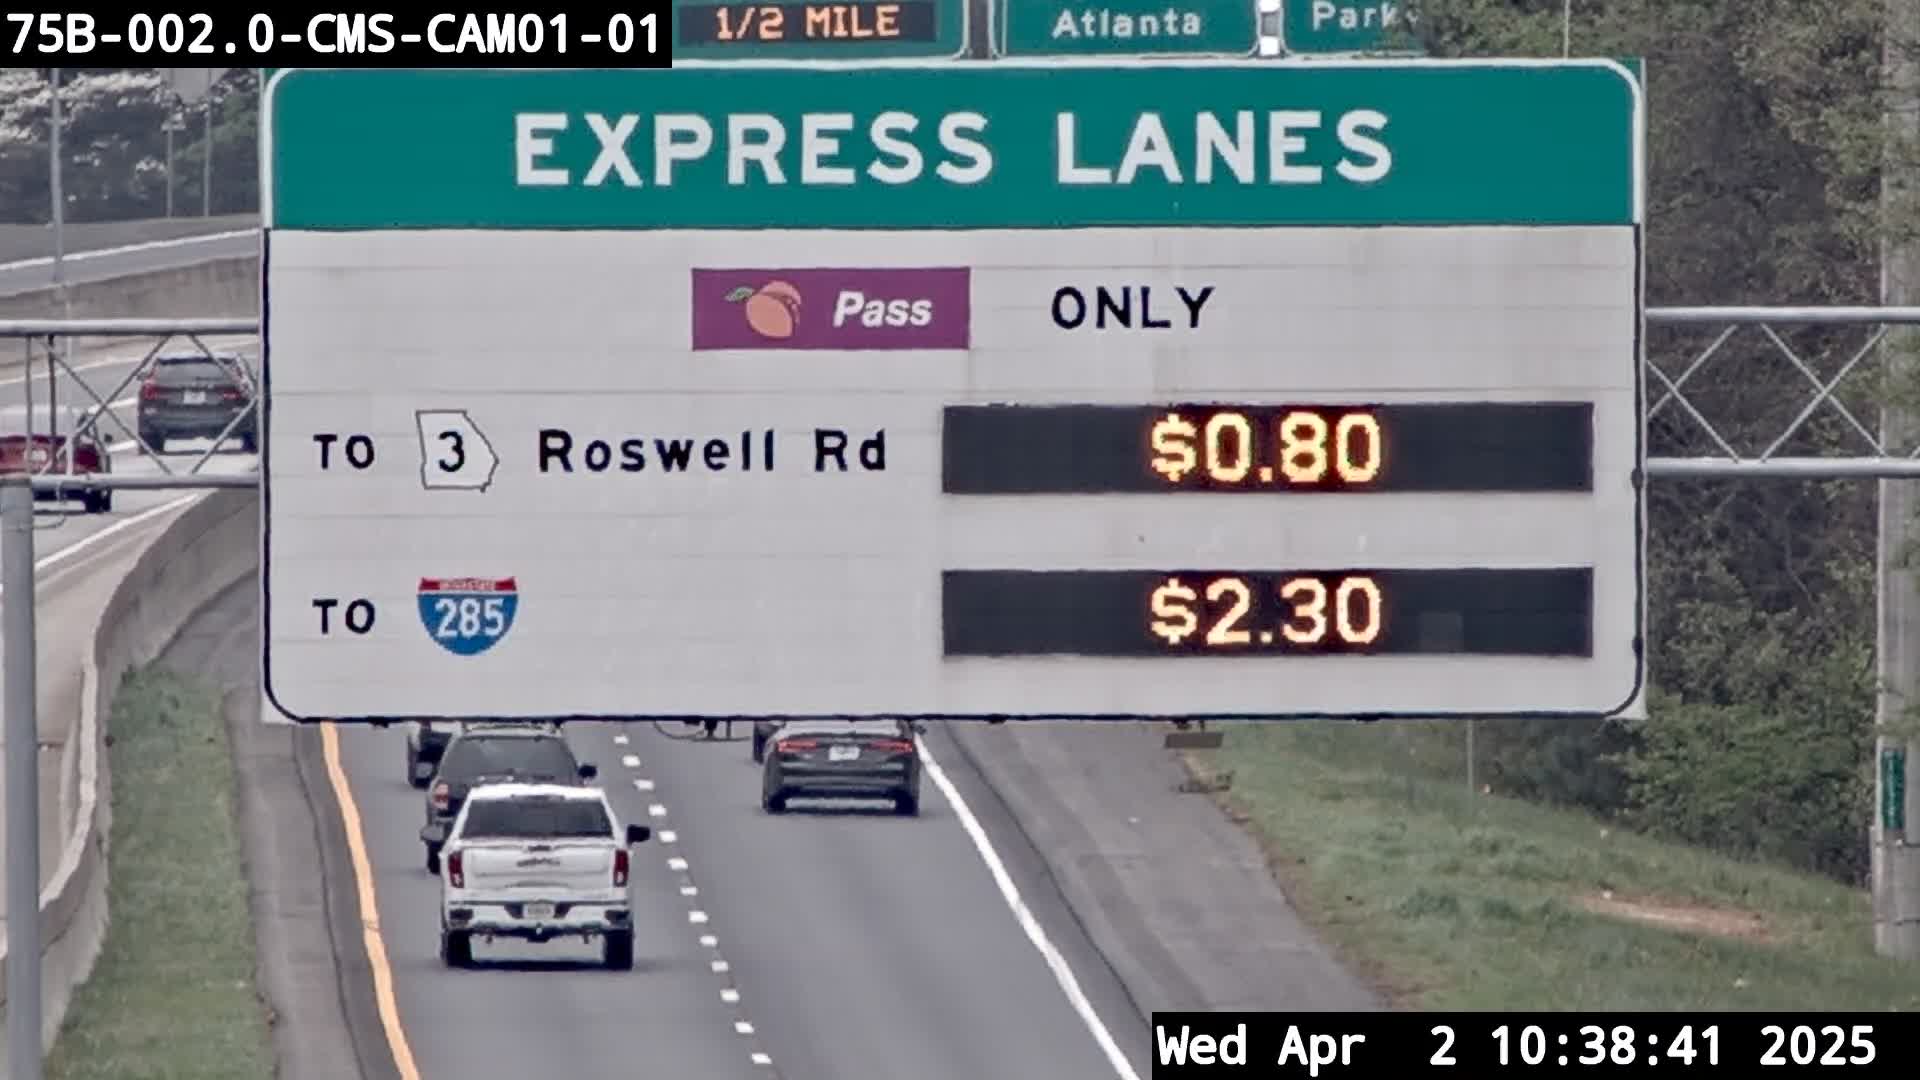 75B-002.0-CMS-CAM01-01
1/2 MILE
Atlanta
Park
EXPRESS LANES
Pass ONLY
TO 3 Roswell Rd $0.80
TO 285 $2.30
Wed Apr 2 10:38:41 2025